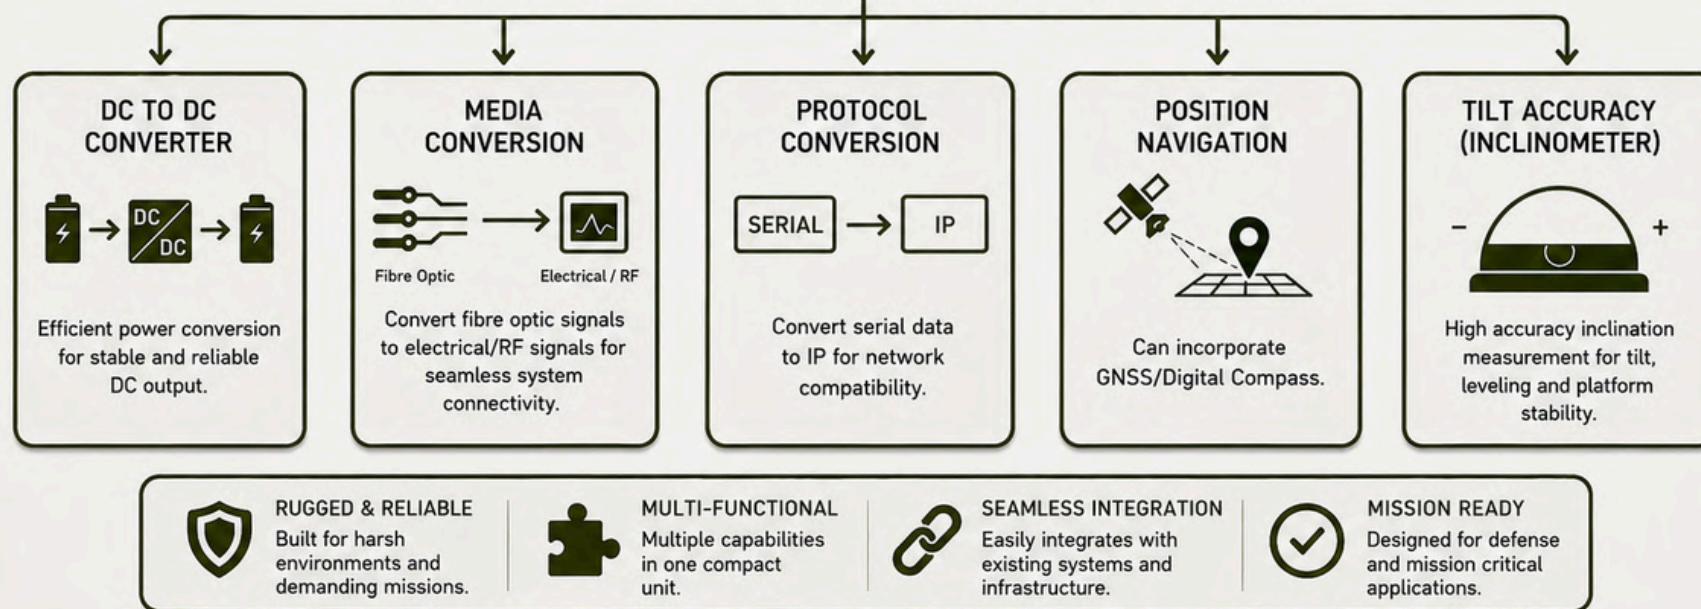 DC TO DC
CONVERTER
DC
DC
Efficient power conversion
for stable and reliable
DC output.
MEDIA
CONVERSION
Fibre Optic
Electrical / RF
Convert fibre optic signals
to electrical/RF signals for
seamless system
connectivity.
PROTOCOL
CONVERSION
SERIAL
IP
Convert serial data
to IP for network
compatibility.
POSITION
NAVIGATION
Can incorporate
GNSS/Digital Compass.
TILT ACCURACY
(INCLINOMETER)
- +
High accuracy inclination
measurement for tilt,
leveling and platform
stability.
RUGGED & RELIABLE
Built for harsh
environments and
demanding missions.
MULTI-FUNCTIONAL
Multiple capabilities
in one compact
unit.
SEAMLESS INTEGRATION
Easily integrates with
existing systems and
infrastructure.
MISSION READY
Designed for defense
and mission critical
applications.